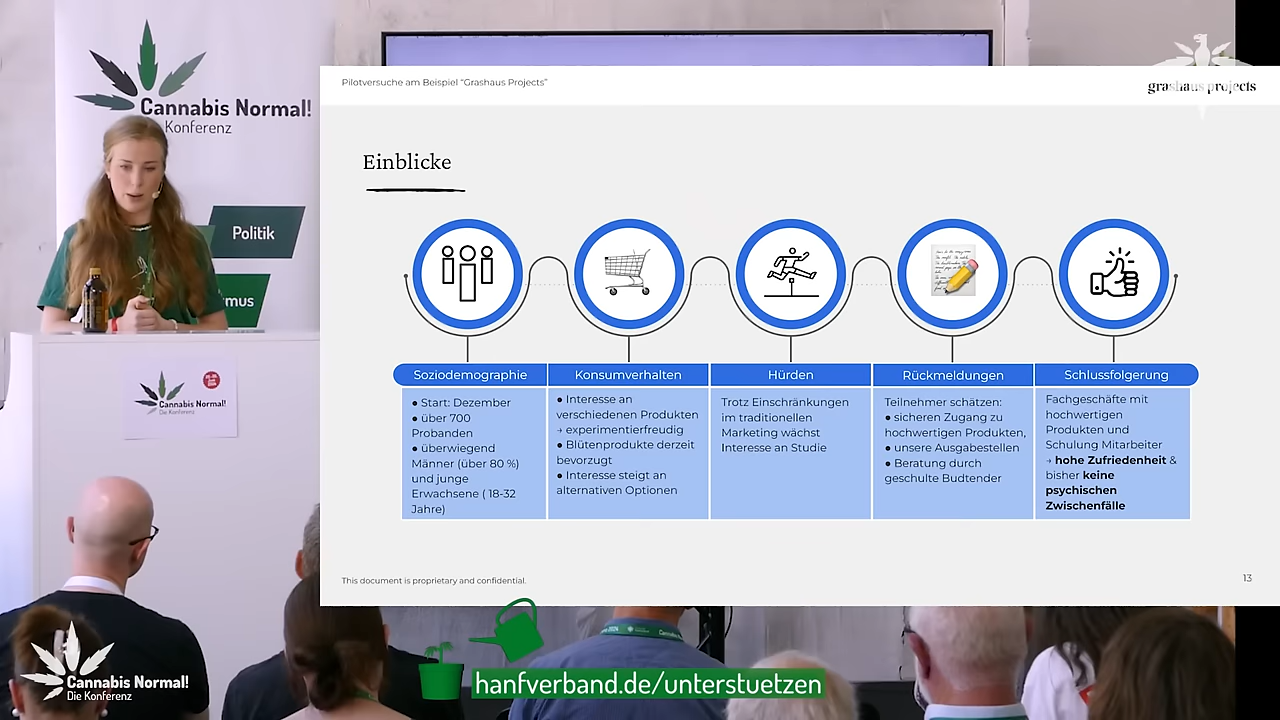 Cannabis Normal!
Konferenz
Politik
mus
Cannabis Normal!
Die Konferenz
Pilotversuche am Beispiel “Grashaus Projects”
grashaus projects
Einblicke
Soziodemographie
● Start: Dezember
● über 700
Probanden
● überwiegend
Männer (über 80 %)
und junge
Erwachsene ( 18-32
Jahre)
Konsumverhalten
● Interesse an
verschiedenen Produkten
→ experimentierfreudig
● Blütenprodukte derzeit
bevorzugt
● Interesse steigt an
alternativen Optionen
Hürden
Trotz Einschränkungen
im traditionellen
Marketing wächst
Interesse an Studie
Rückmeldungen
Teilnehmer schätzen:
● sicheren Zugang zu
hochwertigen Produkten,
● unsere Ausgabestellen
● Beratung durch
geschulte Budtender
Schlussfolgerung
Fachgeschäfte mit
hochwertigen
Produkten und
Schulung Mitarbeiter
→ hohe Zufriedenheit &
bisher keine
psychischen
Zwischenfälle
This document is proprietary and confidential.
13
Cannabis Normal!
Die Konferenz
hanfverband.de/unterstuetzen